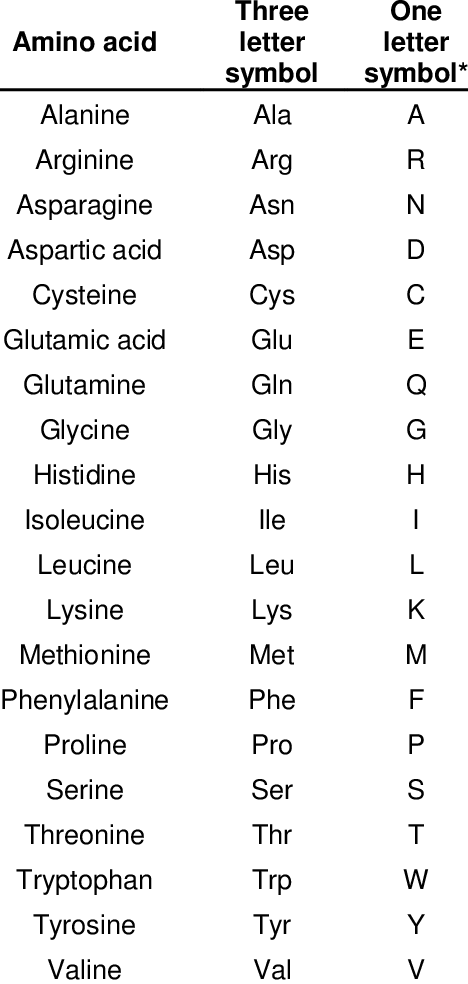 Amino acid Three letter symbol One letter symbol*
Alanine Ala A
Arginine Arg R
Asparagine Asn N
Aspartic acid Asp D
Cysteine Cys C
Glutamic acid Glu E
Glutamine Gln Q
Glycine Gly G
Histidine His H
Isoleucine Ile I
Leucine Leu L
Lysine Lys K
Methionine Met M
Phenylalanine Phe F
Proline Pro P
Serine Ser S
Threonine Thr T
Tryptophan Trp W
Tyrosine Tyr Y
Valine Val V